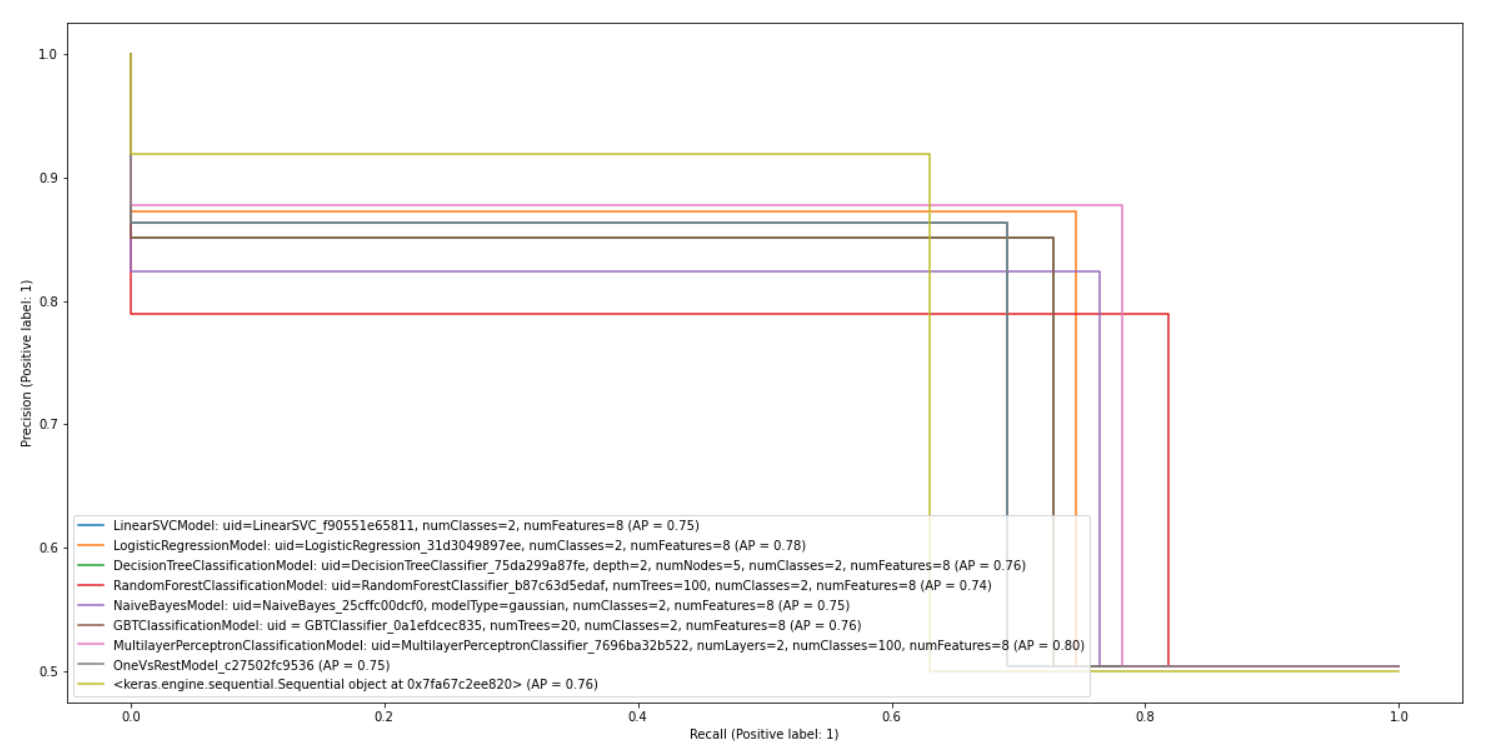 1.0
0.9
0.8
0.7
0.6
0.5
Precision (Positive label: 1)
LinearSVCModel: uid=LinearSVC_f90551e65811, numClasses=2, numFeatures=8 (AP = 0.75)
LogisticRegressionModel: uid=LogisticRegression_31d3049897ee, numClasses=2, numFeatures=8 (AP = 0.78)
DecisionTreeClassificationModel: uid=DecisionTreeClassifier_75da299a87fe, depth=2, numNodes=5, numClasses=2, numFeatures=8 (AP = 0.76)
RandomForestClassificationModel: uid=RandomForestClassifier_b87c63d5edaf, numTrees=100, numClasses=2, numFeatures=8 (AP = 0.74)
NaiveBayesModel: uid=NaiveBayes_25cffc00dcf0, modelType=gaussian, numClasses=2, numFeatures=8 (AP = 0.75)
GBTClassificationModel: uid = GBTClassifier_0a1efdcec835, numTrees=20, numClasses=2, numFeatures=8 (AP = 0.76)
MultilayerPerceptronClassificationModel: uid=MultilayerPerceptronClassifier_7696ba32b522, numLayers=2, numClasses=100, numFeatures=8 (AP = 0.80)
OneVsRestModel_c27502fc9536 (AP = 0.75)
<keras.engine.sequential.Sequential object at 0x7fa67c2ee820> (AP = 0.76)
0.0 0.2 0.4 0.6 0.8 1.0
Recall (Positive label: 1)